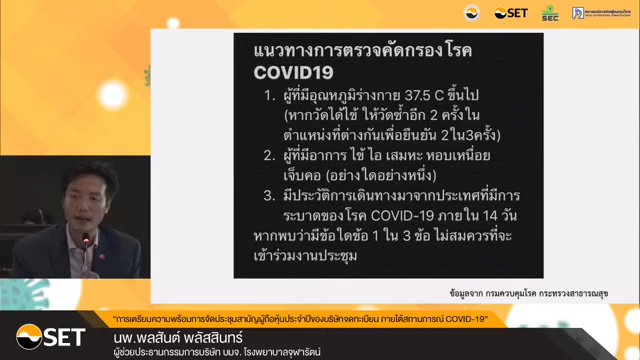 SET
SEC
แนวทางการตรวจคัดกรองโรค
COVID19
1. ผู้ที่มีอุณหภูมิร่างกาย 37.5 C ขึ้นไป
(หากวัดได้ไข้ ให้วัดซ้ำอีก 2 ครั้งใน
ตำแหน่งที่ต่างกันเพื่อยืนยัน 2ใน3ครั้ง)
2. ผู้ที่มีอาการ ไข้ ไอ เสมหะ หอบเหนื่อย
เจ็บคอ (อย่างใดอย่างหนึ่ง)
3. มีประวัติการเดินทางมาจากประเทศที่มีการ
ระบาดของโรค COVID-19 ภายใน 14 วัน
หากพบว่ามีข้อใดข้อ 1 ใน 3 ข้อ ไม่สมควรที่จะ
เข้าร่วมงานประชุม
ข้อมูลจาก กรมควบคุมโรค กระทรวงสาธารณสุข
"การเตรียมความพร้อมการจัดประชุมสามัญผู้ถือหุ้นประจำปีของบริษัทจดทะเบียน ภายใต้สถานการณ์ COVID-19"
SET
นพ.พลสันต์ พลัสสินทร์
ผู้ช่วยประธานกรรมการบริษัท บมจ. โรงพยาบาลจุฬารัตน์